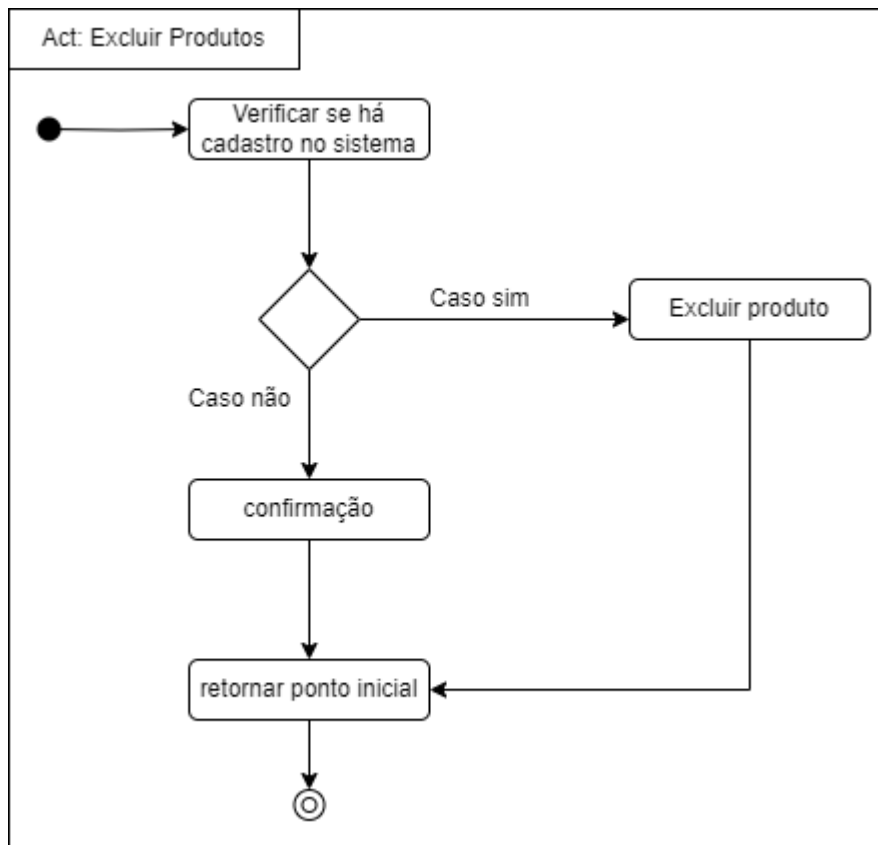 Act: Excluir Produtos
Verificar se há
cadastro no sistema
Caso sim
Excluir produto
Caso não
confirmação
retornar ponto inicial